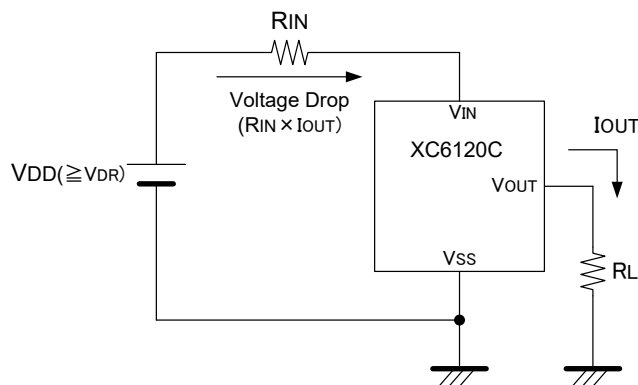 RIN
Voltage Drop
(RIN×IOUT)
VIN
IOUT
XC6120C
VDD(≧VDR)
VOUT
VSS
RL